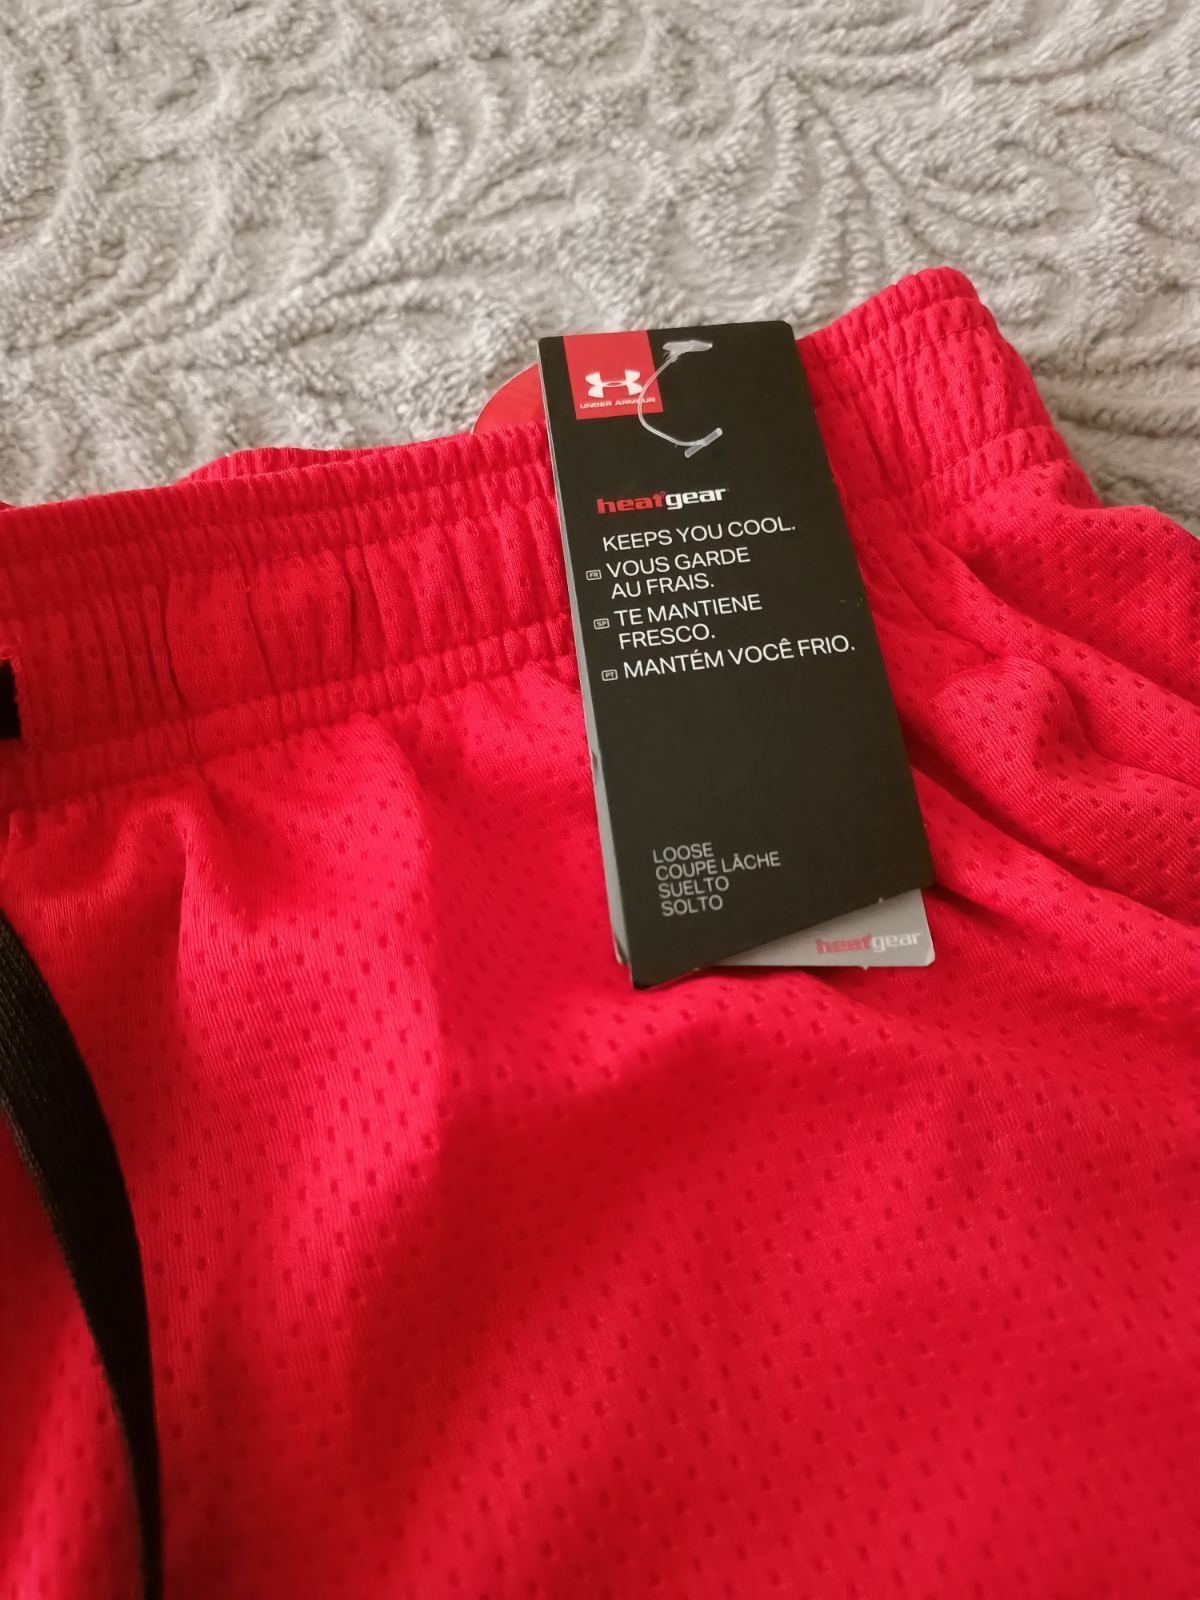 UNDER ARMOUR
heatgear
KEEPS YOU COOL.
FR VOUS GARDE
AU FRAIS.
SP TE MANTIENE
FRESCO.
PT MANTÉM VOCÊ FRIO.
LOOSE
COUPE LÂCHE
SUELTO
SOLTO
heatgear